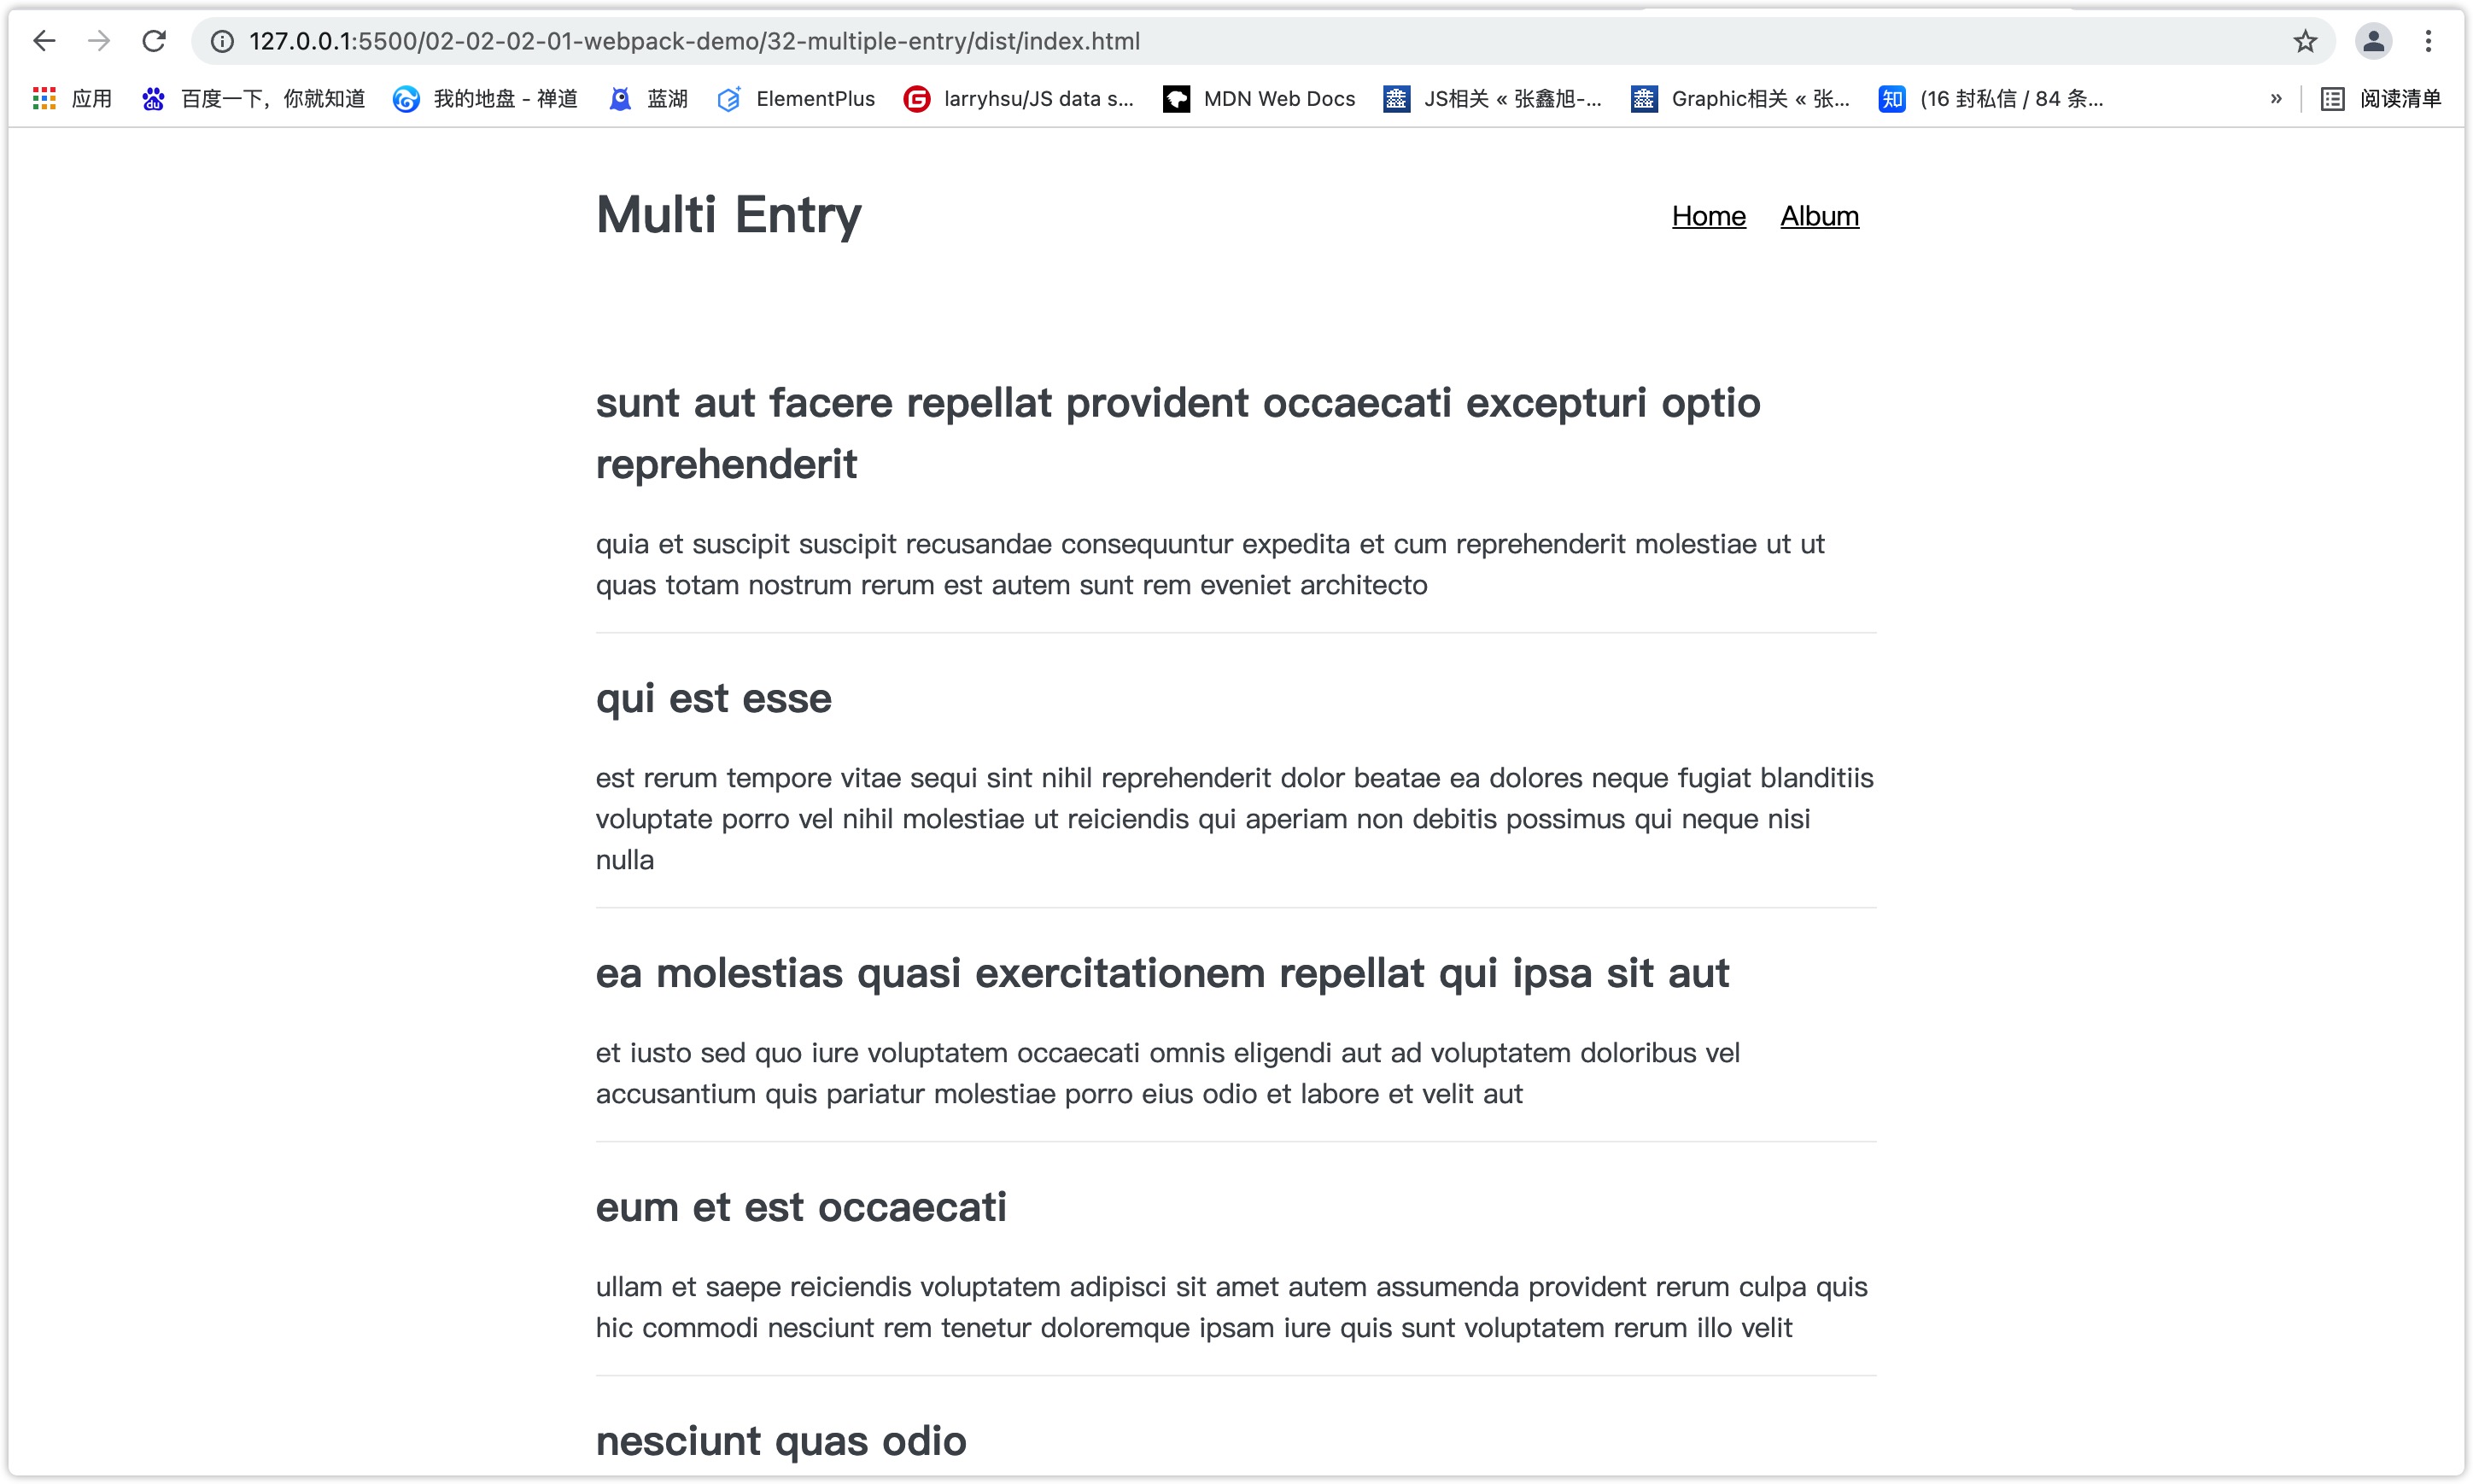 127.0.0.1:5500/02-02-02-01-webpack-demo/32-multiple-entry/dist/index.html
应用 百度一下，你就知道 我的地盘 - 禅道 蓝湖 ElementPlus larryhsu/JS data s... MDN Web Docs JS相关 « 张鑫旭-... Graphic相关 « 张... 知 (16 封私信 / 84 条... » 阅读清单
Multi Entry Home Album
sunt aut facere repellat provident occaecati excepturi optio
reprehenderit
quia et suscipit suscipit recusandae consequuntur expedita et cum reprehenderit molestiae ut ut
quas totam nostrum rerum est autem sunt rem eveniet architecto
qui est esse
est rerum tempore vitae sequi sint nihil reprehenderit dolor beatae ea dolores neque fugiat blanditiis
voluptate porro vel nihil molestiae ut reiciendis qui aperiam non debitis possimus qui neque nisi
nulla
ea molestias quasi exercitationem repellat qui ipsa sit aut
et iusto sed quo iure voluptatem occaecati omnis eligendi aut ad voluptatem doloribus vel
accusantium quis pariatur molestiae porro eius odio et labore et velit aut
eum et est occaecati
ullam et saepe reiciendis voluptatem adipisci sit amet autem assumenda provident rerum culpa quis
hic commodi nesciunt rem tenetur doloremque ipsam iure quis sunt voluptatem rerum illo velit
nesciunt quas odio